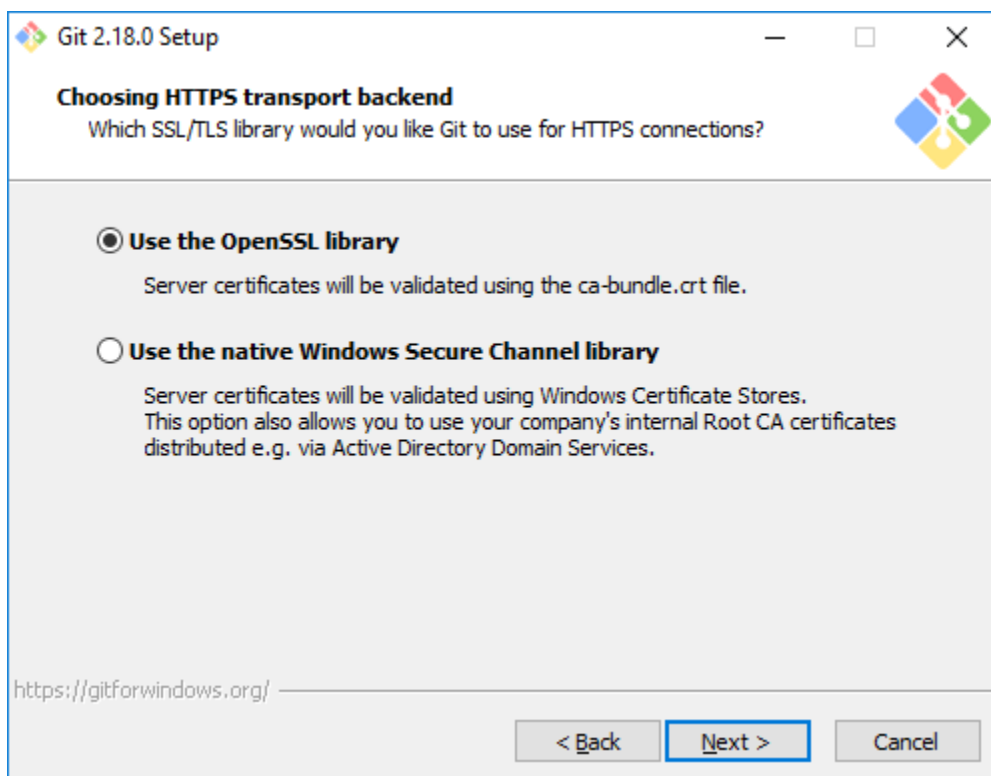 Git 2.18.0 Setup
Choosing HTTPS transport backend
Which SSL/TLS library would you like Git to use for HTTPS connections?
Use the OpenSSL library
Server certificates will be validated using the ca-bundle.crt file.
Use the native Windows Secure Channel library
Server certificates will be validated using Windows Certificate Stores.
This option also allows you to use your company's internal Root CA certificates
distributed e.g. via Active Directory Domain Services.
https://gitforwindows.org/
< Back
Next >
Cancel